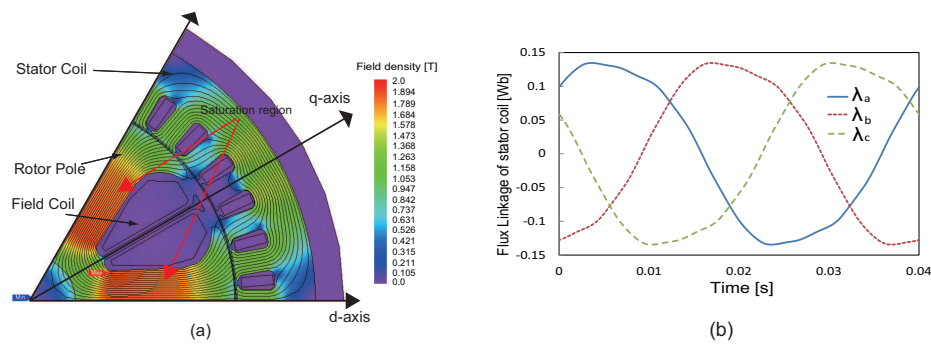 Stator Coil
Rotor Pole
Field Coil
Saturation region
q-axis
d-axis
Max
Min
Field density [T]
2.0
1.894
1.789
1.684
1.578
1.473
1.368
1.263
1.158
1.053
0.947
0.842
0.737
0.631
0.526
0.421
0.315
0.211
0.105
0.0
(a)
Flux Linkage of stator coil[Wb]
0.15
0.1
0.05
0
-0.05
-0.1
-0.15
0
0.01
0.02
0.03
0.04
Time [s]
λa
λb
λc
(b)